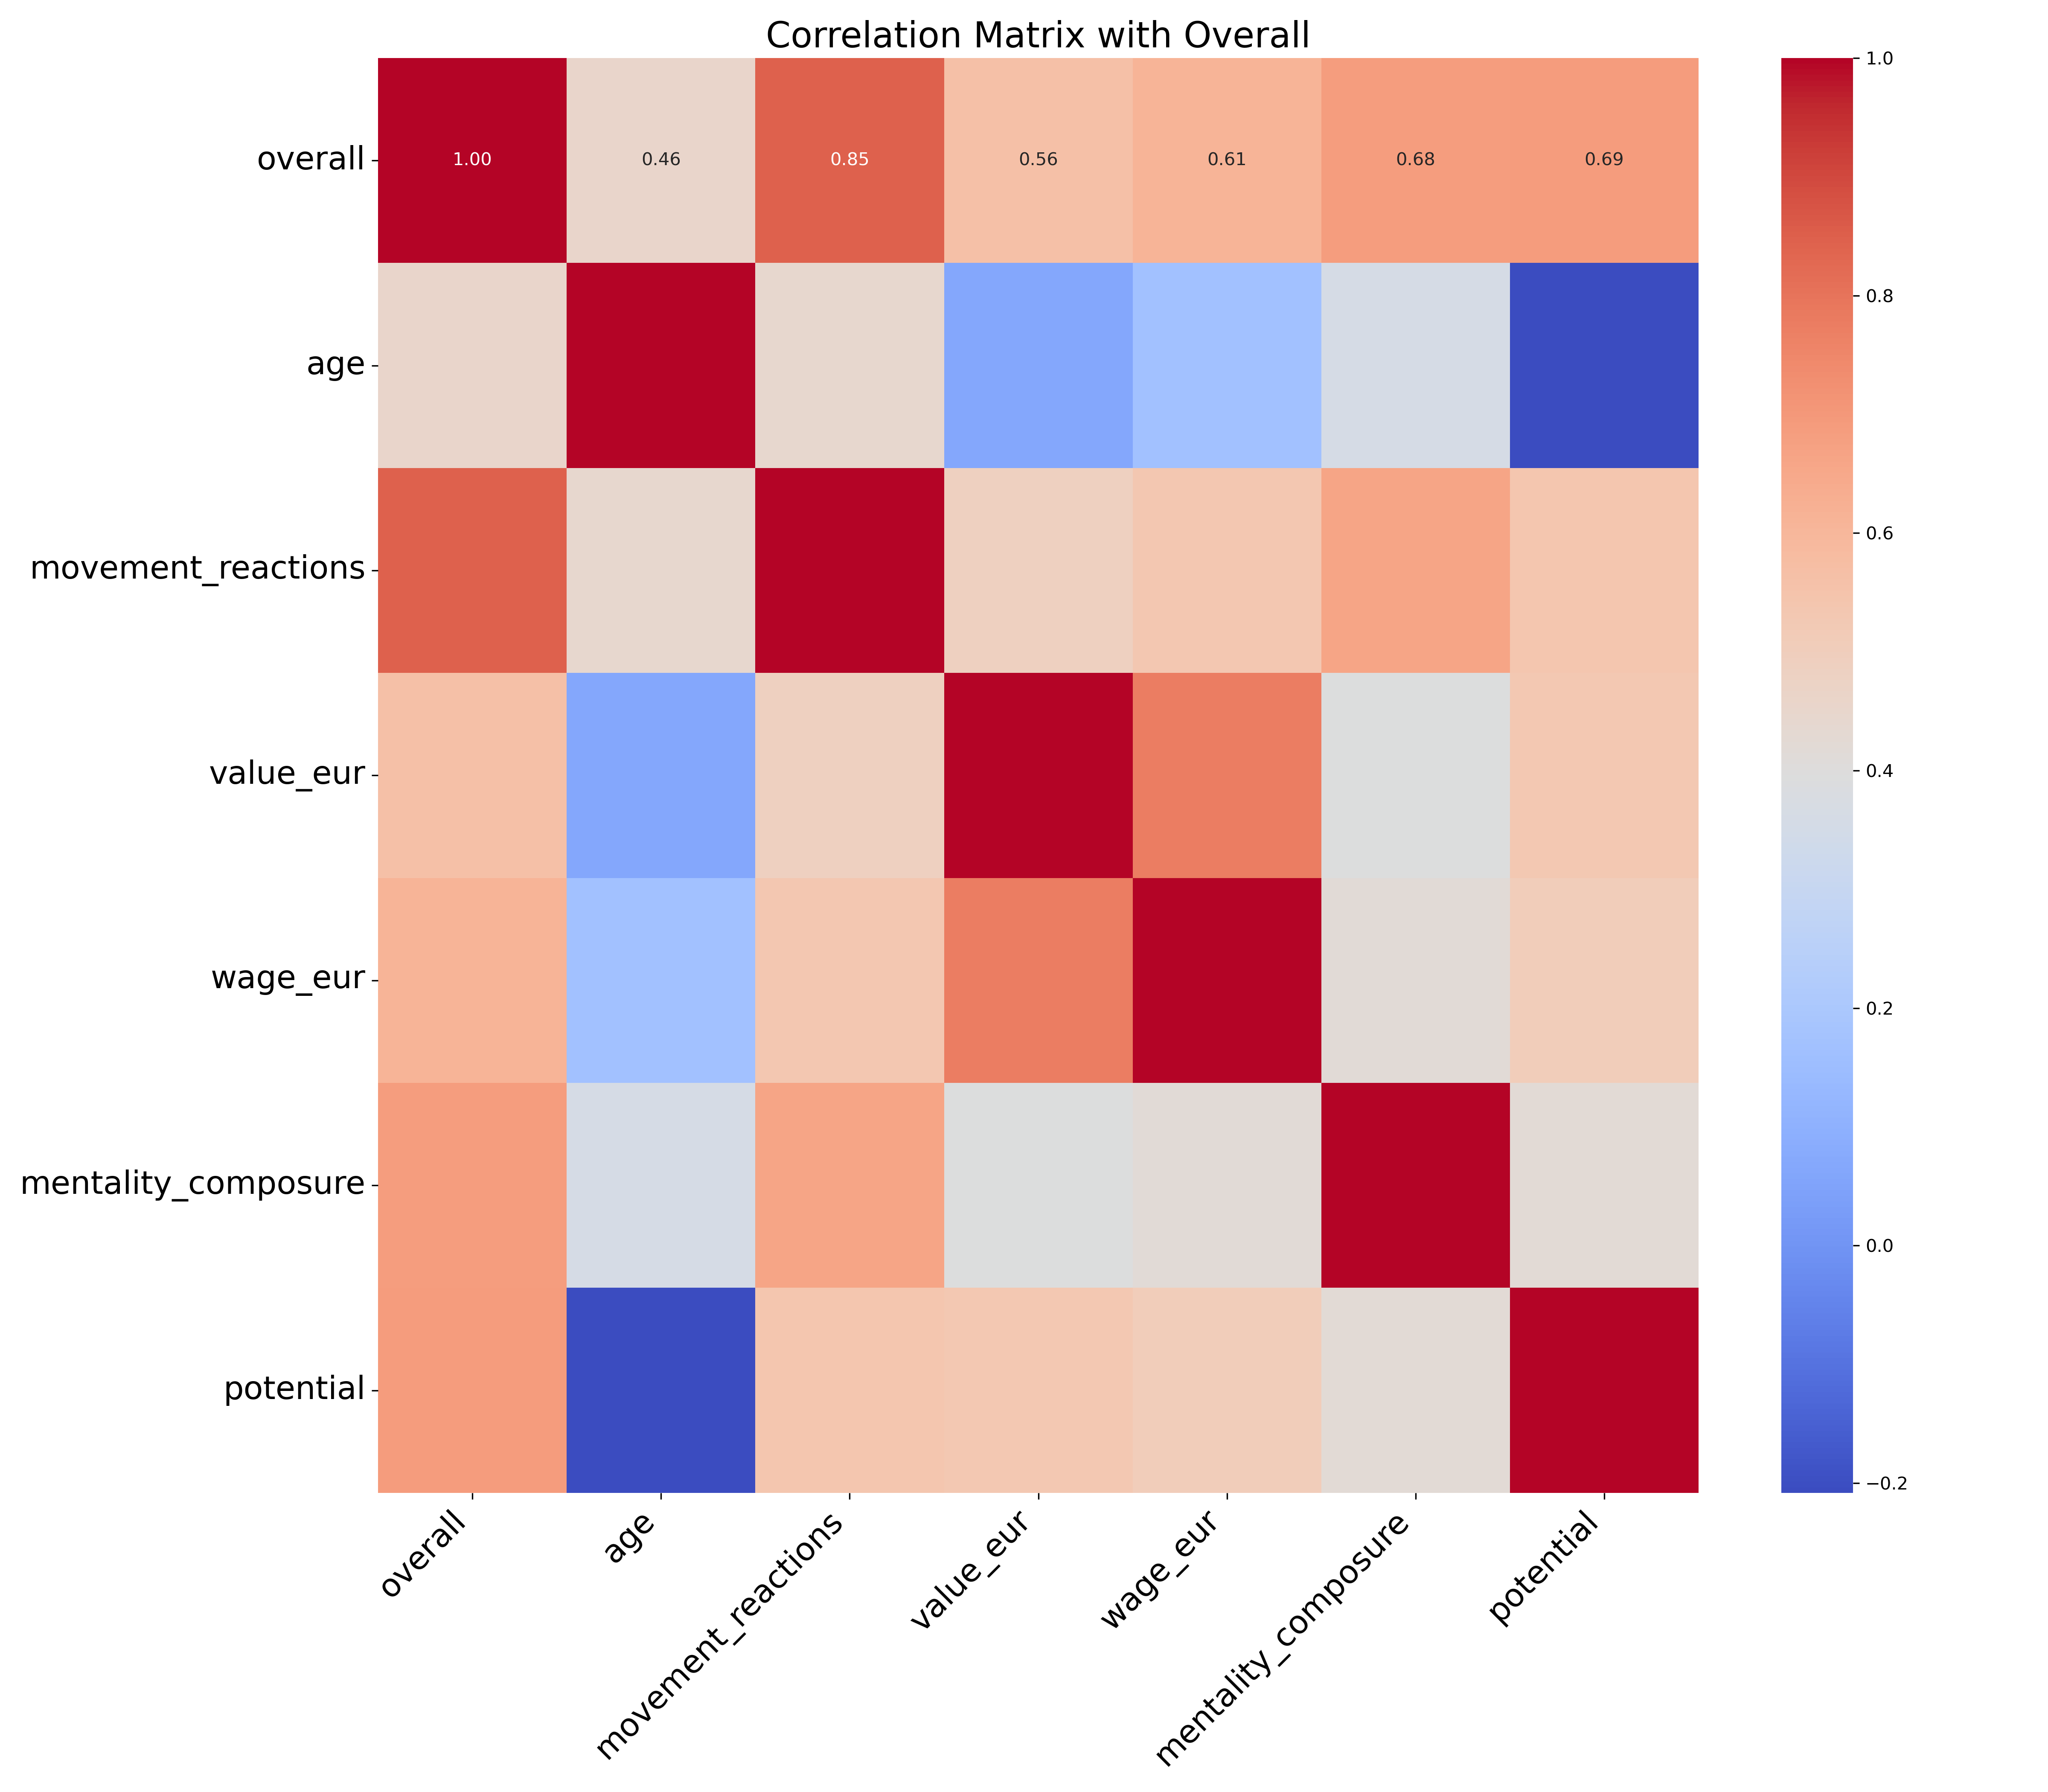 Correlation Matrix with Overall
overall
1.00 0.46 0.85 0.56 0.61 0.68 0.69
age
movement_reactions
value_eur
wage_eur
mentality_composure
potential
overall
age
movement_reactions
value_eur
wage_eur
mentality_composure
potential
1.0
0.8
0.6
0.4
0.2
0.0
−0.2